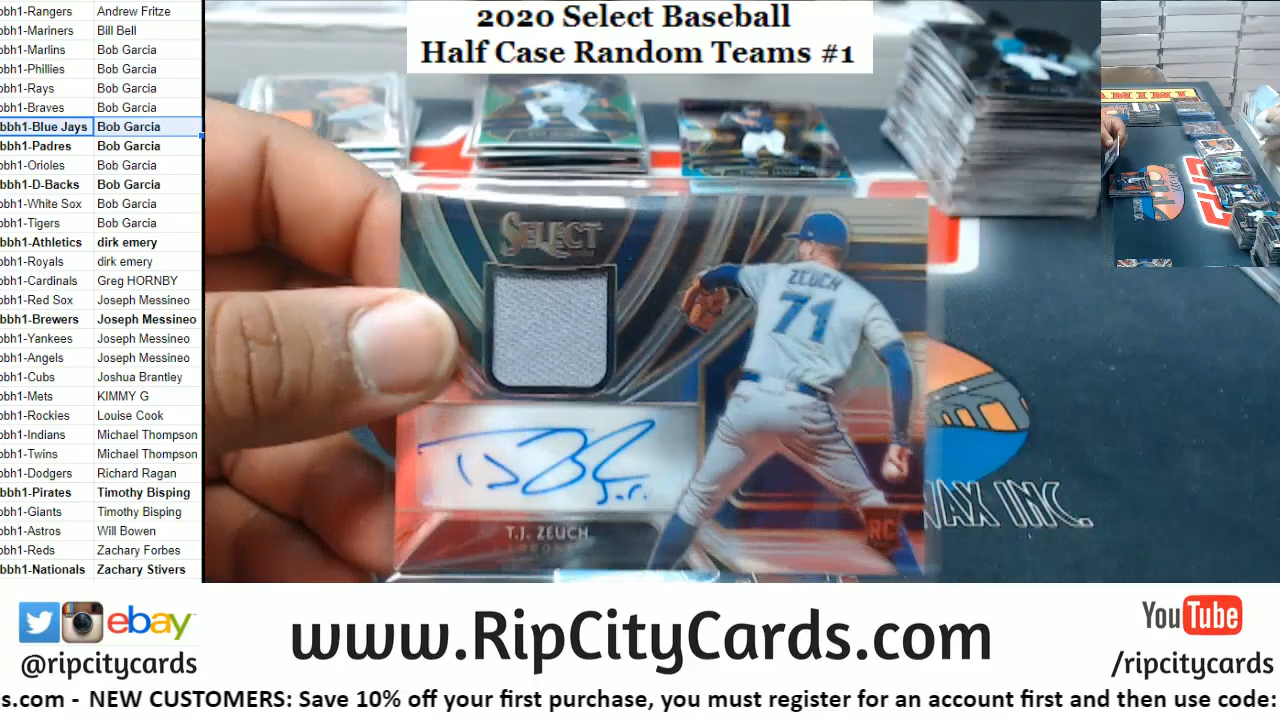 bbh1-Rangers Andrew Fritze
bbh1-Mariners Bill Bell
bbh1-Marlins Bob Garcia
bbh1-Phillies Bob Garcia
bbh1-Rays Bob Garcia
bbh1-Braves Bob Garcia
bbh1-Blue Jays Bob Garcia
bbh1-Padres Bob Garcia
bbh1-Orioles Bob Garcia
bbh1-D-Backs Bob Garcia
bbh1-White Sox Bob Garcia
bbh1-Tigers Bob Garcia
bbh1-Athletics dirk emery
bbh1-Royals dirk emery
bbh1-Cardinals Greg HORNBY
bbh1-Red Sox Joseph Messineo
bbh1-Brewers Joseph Messineo
bbh1-Yankees Joseph Messineo
bbh1-Angels Joseph Messineo
bbh1-Cubs Joshua Brantley
bbh1-Mets KIMMY G
bbh1-Rockies Louise Cook
bbh1-Indians Michael Thompson
bbh1-Twins Michael Thompson
bbh1-Dodgers Richard Ragan
bbh1-Pirates Timothy Bisping
bbh1-Giants Timothy Bisping
bbh1-Astros Will Bowen
bbh1-Reds Zachary Forbes
bbh1-Nationals Zachary Stivers
2020 Select Baseball
Half Case Random Teams #1
SELECT
ZEUCH
71
T.J. ZEUCH
RC
WAX INC.
ebay
@ripcitycards
www.RipCityCards.com
YouTube
/ripcitycards
s.com - NEW CUSTOMERS: Save 10% off your first purchase, you must register for an account first and then use code: